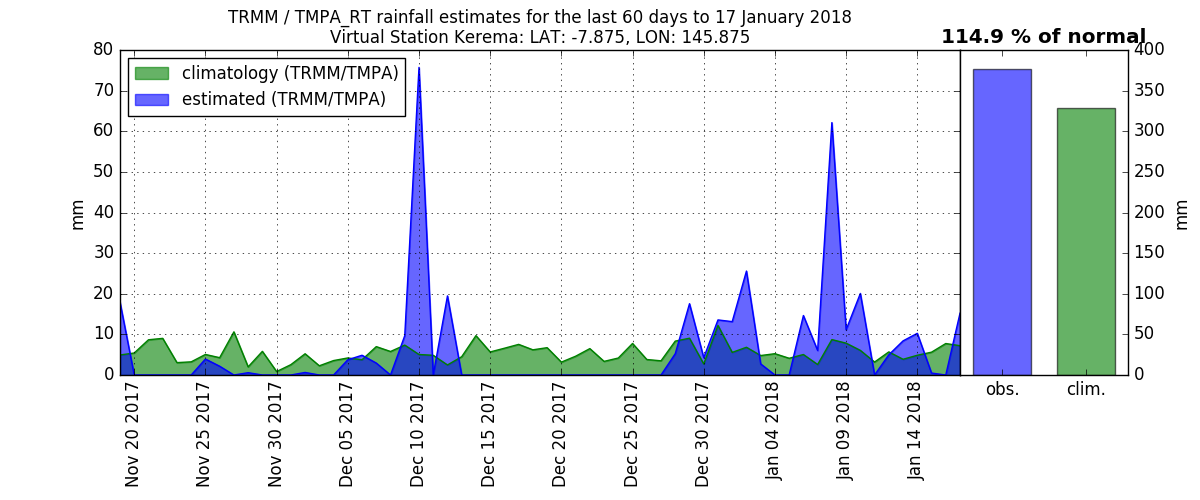 TRMM / TMPA_RT rainfall estimates for the last 60 days to 17 January 2018
Virtual Station Kerema: LAT: -7.875, LON: 145.875
114.9 % of normal
climatology (TRMM/TMPA)
estimated (TRMM/TMPA)
80
70
60
50
40
30
20
10
0
mm
400
350
300
250
200
150
100
50
0
mm
Nov 20 2017
Nov 25 2017
Nov 30 2017
Dec 05 2017
Dec 10 2017
Dec 15 2017
Dec 20 2017
Dec 25 2017
Dec 30 2017
Jan 04 2018
Jan 09 2018
Jan 14 2018
obs.
clim.